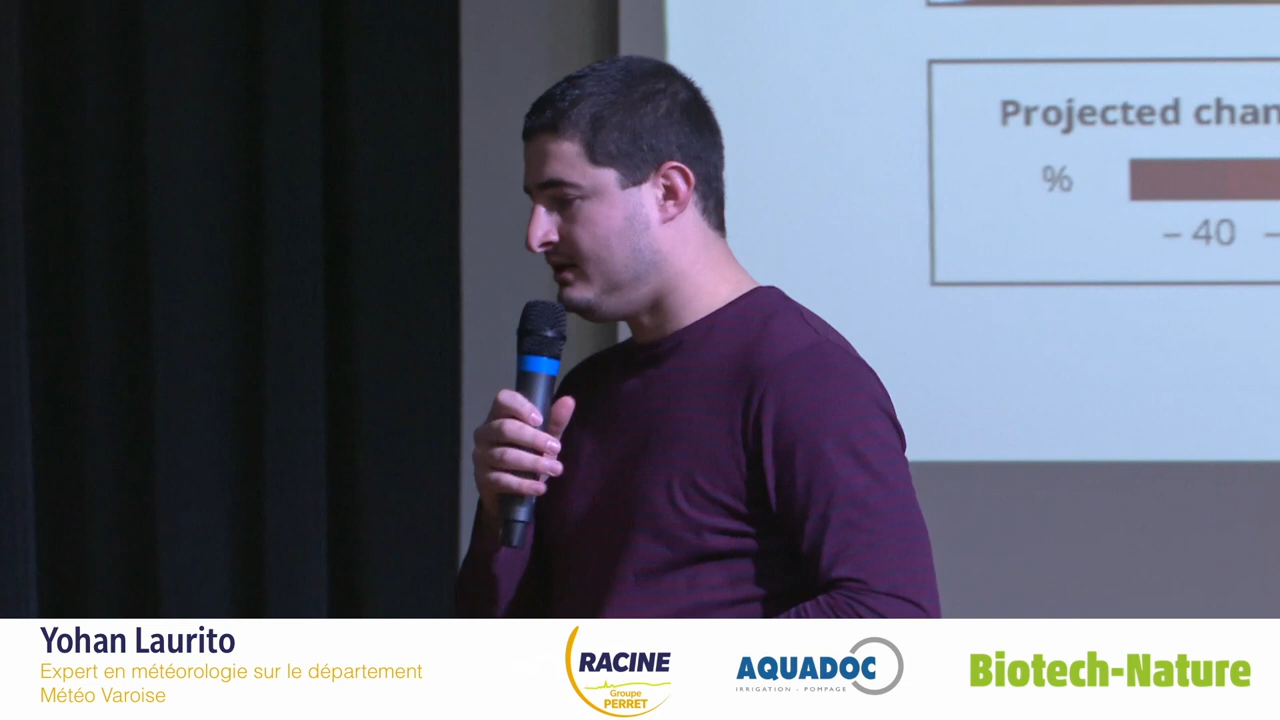 Projected chan
%
– 40 –
Yohan Laurito
Expert en météorologie sur le département
Météo Varoise
RACINE
Groupe
PERRET
AQUADOC
IRRIGATION - POMPAGE
Biotech-Nature